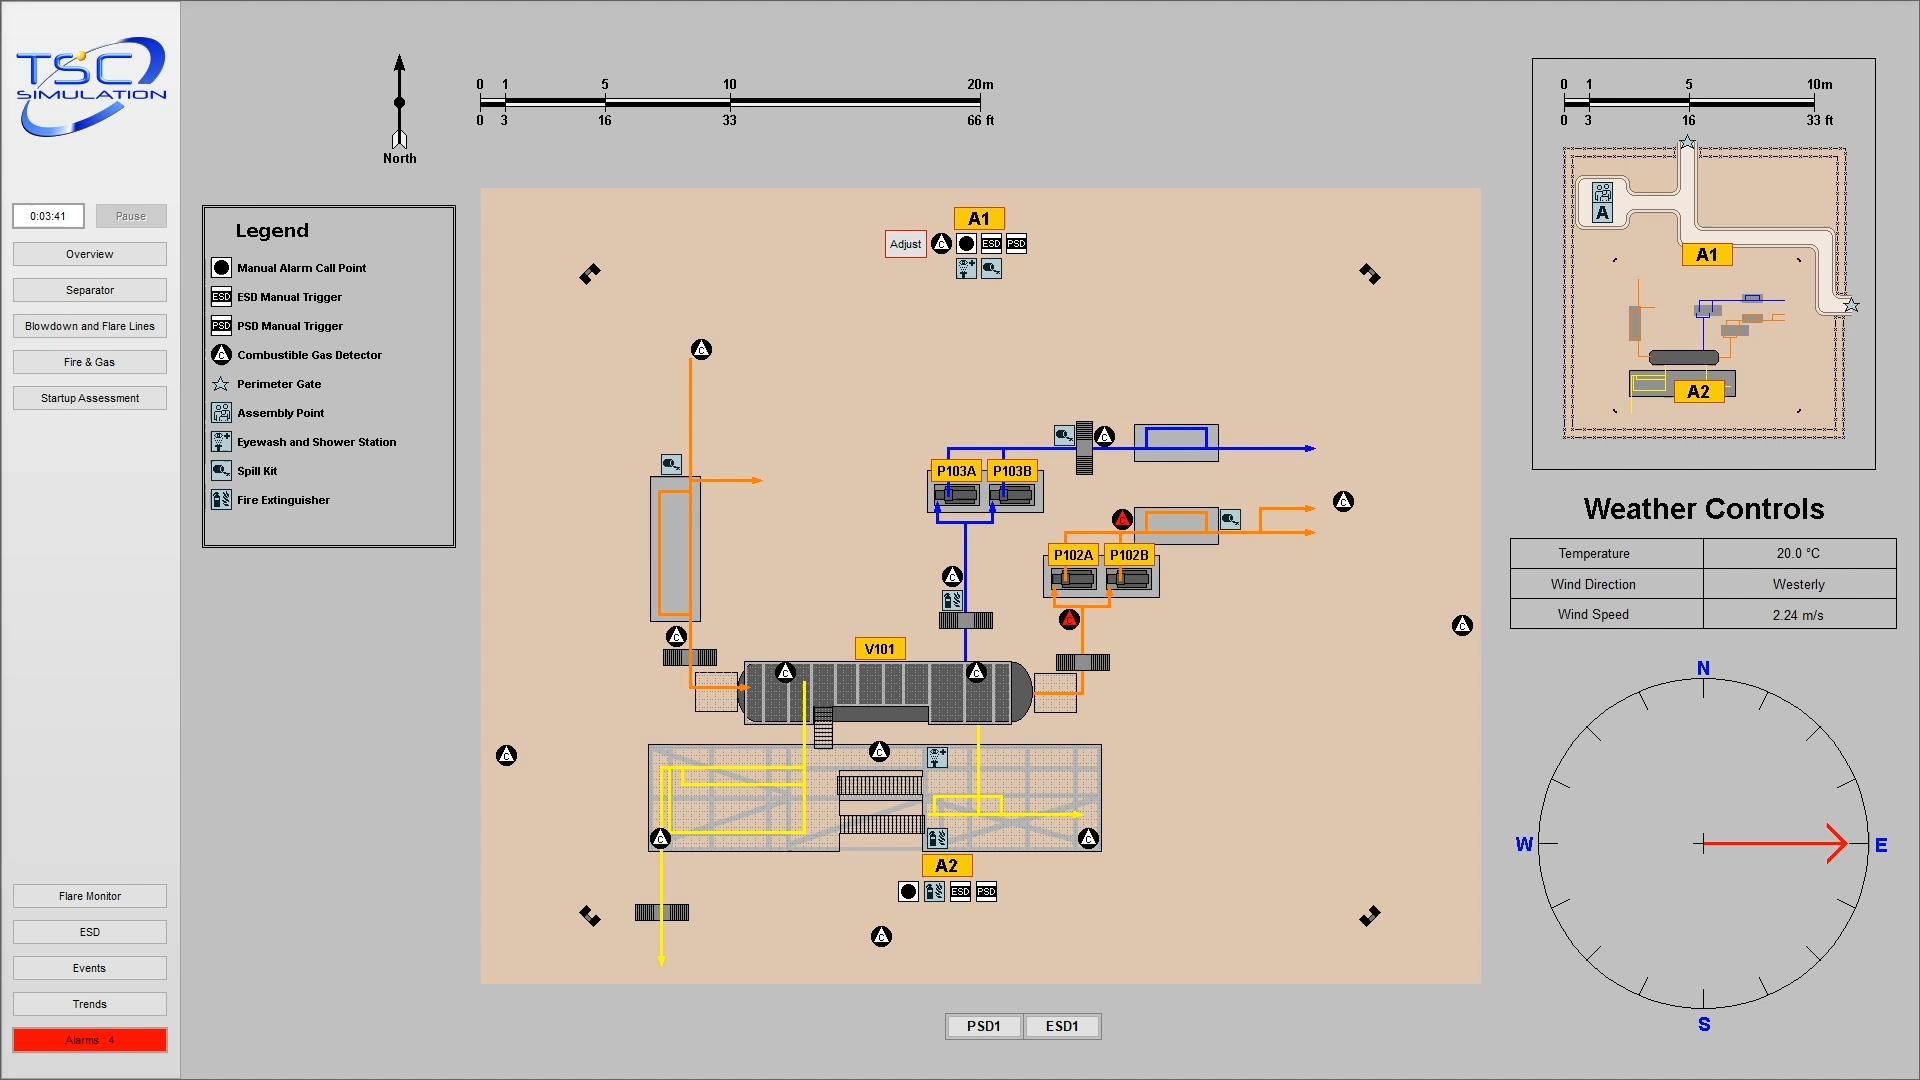 TSC
SIMULATION
0:03:41
Pause
Overview
Separator
Blowdown and Flare Lines
Fire & Gas
Startup Assessment
Flare Monitor
ESD
Events
Trends
Alarms : 4
North
0 1 5 10 20m
0 3 16 33 66 ft
Legend
Manual Alarm Call Point
ESD ESD Manual Trigger
PSD PSD Manual Trigger
C Combustible Gas Detector
Perimeter Gate
Assembly Point
Eyewash and Shower Station
Spill Kit
Fire Extinguisher
A1
Adjust C ESD PSD
C
C
P103A P103B
C
C
P102A P102B
C
C
C
C
C
V101
C C
C
C
C C
A2
ESD PSD
C
PSD1 ESD1
0 1 5 10m
0 3 16 33 ft
A
A1
A2
Weather Controls
Temperature 20.0 °C
Wind Direction Westerly
Wind Speed 2.24 m/s
N
W E
S